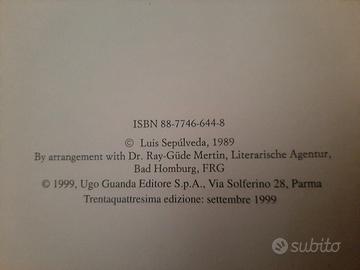 ISBN 88-7746-644-8
© Luis Sepúlveda, 1989
By arrangement with Dr. Ray-Güde Mertin, Literarische Agentur,
Bad Homburg, FRG
© 1999, Ugo Guanda Editore S.p.A., Via Solferino 28, Parma
Trentaquattresima edizione: settembre 1999
subito